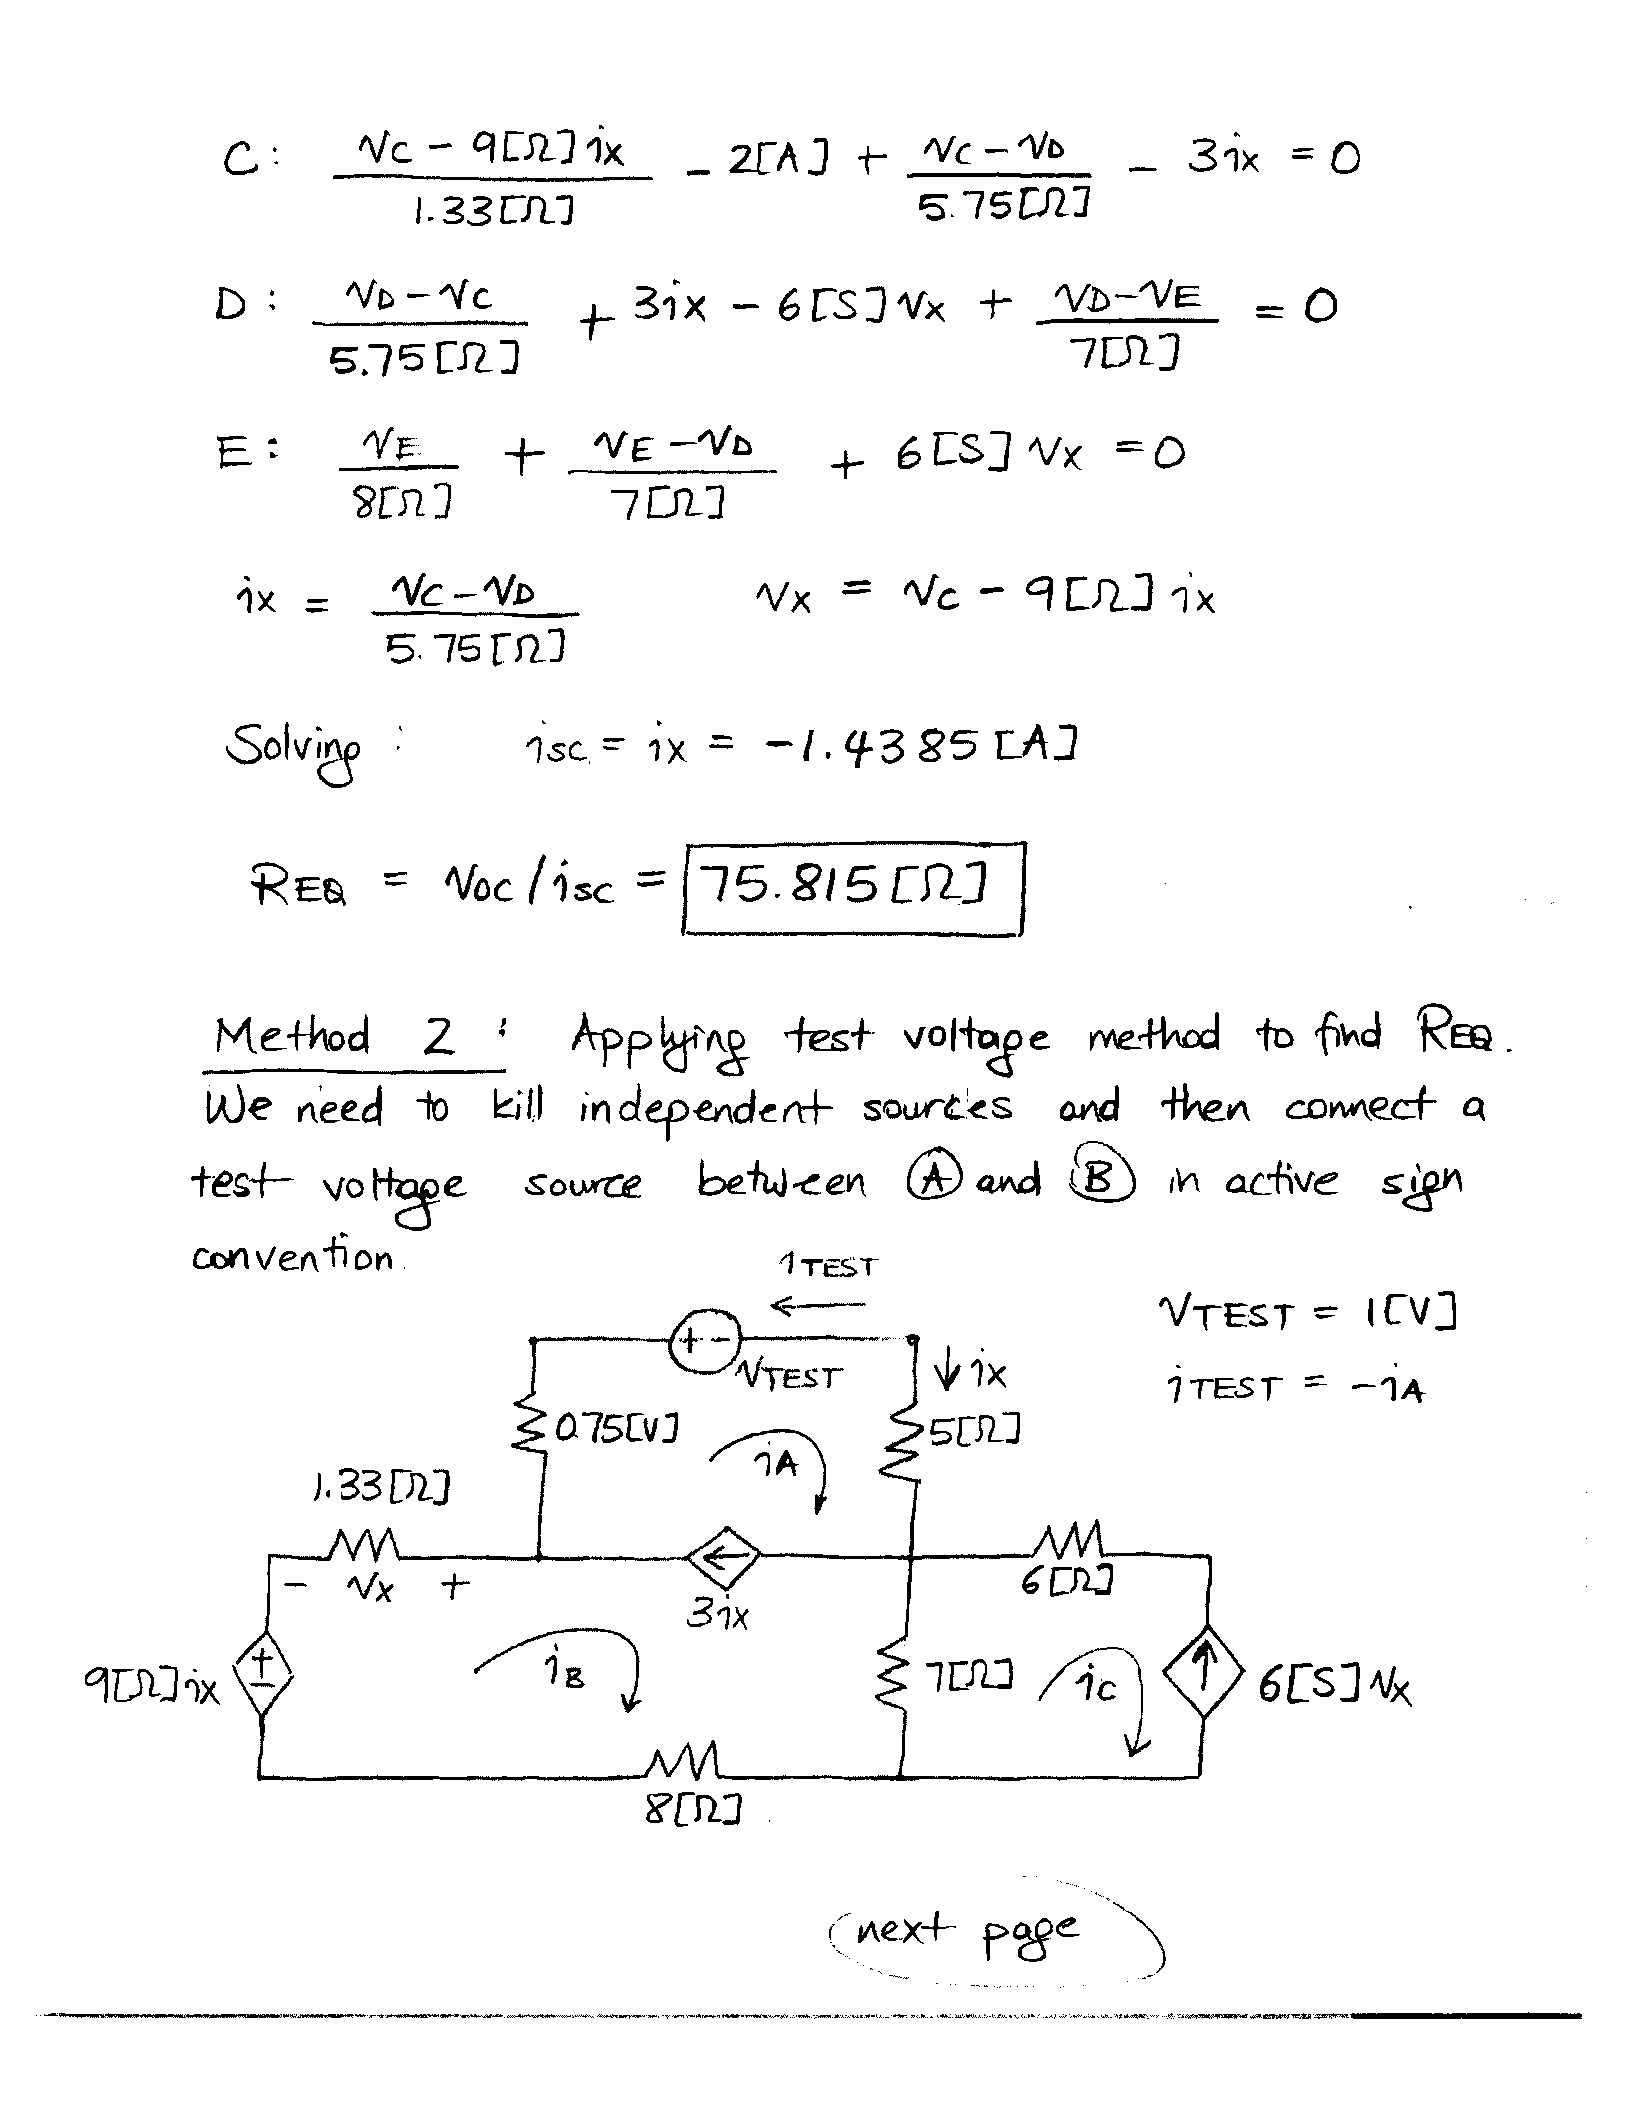 C: (vC - 9[Ω] ix) / 1.33[Ω] - 2[A] + (vC - vD) / 5.75[Ω] - 3ix = 0
D: (vD - vC) / 5.75[Ω] + 3ix - 6[S] vx + (vD - vE) / 7[Ω] = 0
E: vE / 8[Ω] + (vE - vD) / 7[Ω] + 6[S] vx = 0
ix = (vC - vD) / 5.75[Ω] vx = vC - 9[Ω] ix
Solving: isc = ix = -1.4385 [A]
REQ = voc / isc = 75.815 [Ω]
Method 2: Applying test voltage method to find REQ.
We need to kill independent sources and then connect a
test voltage source between A and B in active sign
convention.
iTEST
vTEST = 1[V]
+ - vTEST
ix
iTEST = -iA
0.75[V]
5[Ω]
iA
1.33[Ω]
- vx +
3ix
6[Ω]
9[Ω] ix
+ -
iB
7[Ω]
iC
6[S] vx
8[Ω]
next page